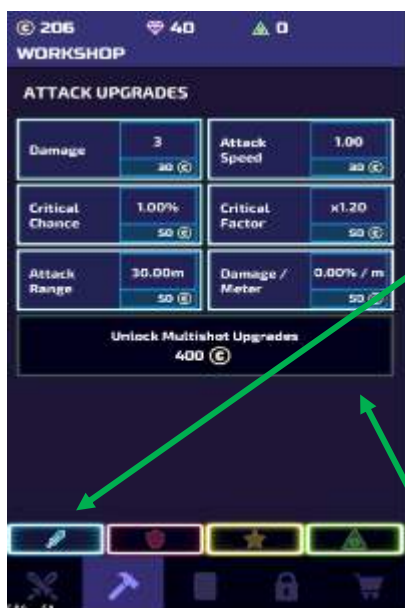 © 206 40 0
WORKSHOP
ATTACK UPGRADES
Damage 3 30 ©
Attack Speed 1.00 30 ©
Critical Chance 1.00% 50 ©
Critical Factor x1.20 50 ©
Attack Range 30.00m 50 ©
Damage / Meter 0.00% / m 50 ©
Unlock Multishot Upgrades
400 ©